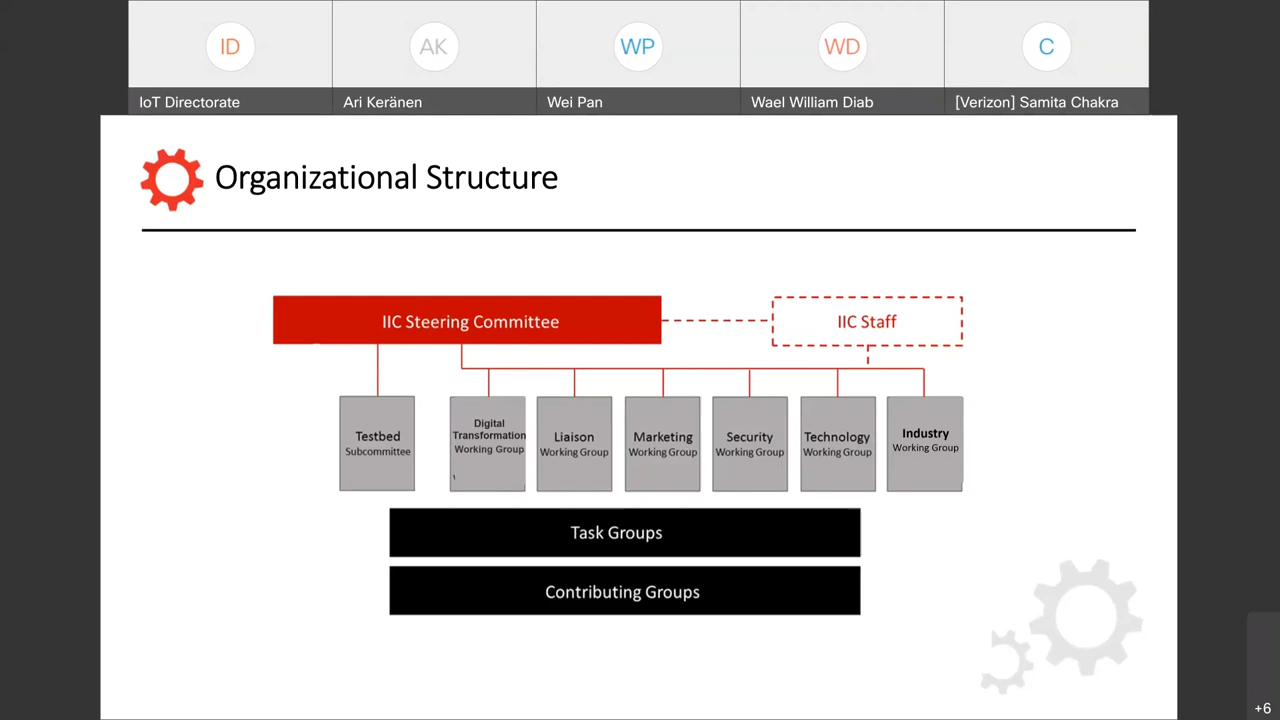 ID
AK
WP
WD
C
IoT Directorate
Ari Keränen
Wei Pan
Wael William Diab
[Verizon] Samita Chakra
Organizational Structure
IIC Steering Committee
IIC Staff
Testbed
Subcommittee
Digital
Transformation
Working Group
Liaison
Working Group
Marketing
Working Group
Security
Working Group
Technology
Working Group
Industry
Working Group
Task Groups
Contributing Groups
+6